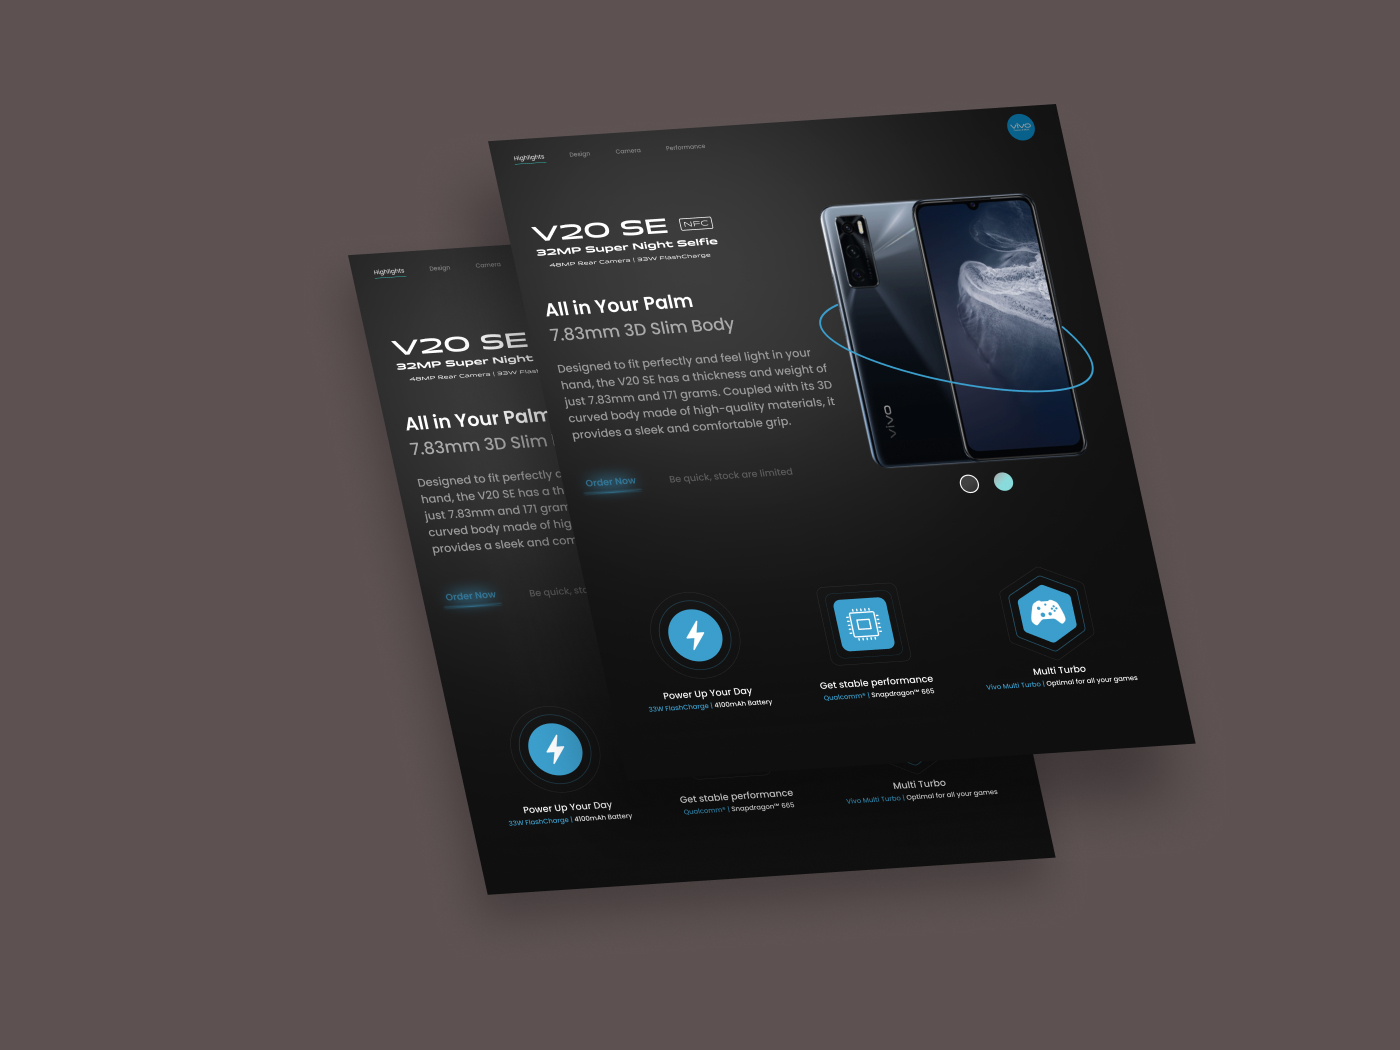 Highlights Design Camera Performance
vivo
V20 SE NFC
32MP Super Night Selfie
48MP Rear Camera | 33W FlashCharge
All in Your Palm
7.83mm 3D Slim Body
Designed to fit perfectly and feel light in your
hand, the V20 SE has a thickness and weight of
just 7.83mm and 171 grams. Coupled with its 3D
curved body made of high-quality materials, it
provides a sleek and comfortable grip.
Order Now Be quick, stock are limited
vivo
Power Up Your Day
33W FlashCharge | 4100mAh Battery
Get stable performance
Qualcomm® | Snapdragon™ 665
Multi Turbo
Vivo Multi Turbo | Optimal for all your games
Highlights Design Camera
V20 SE
32MP Super Night
48MP Rear Camera | 33W Flas
All in Your Palm
7.83mm 3D Slim
Designed to fit perfectly
hand, the V20 SE has a th
just 7.83mm and 171 gram
curved body made of hig
provides a sleek and com
Order Now Be quick, sto
Power Up Your Day
33W FlashCharge | 4100mAh Battery
Get stable performance
Qualcomm® | Snapdragon™ 665
Multi Turbo
Vivo Multi Turbo | Optimal for all your games